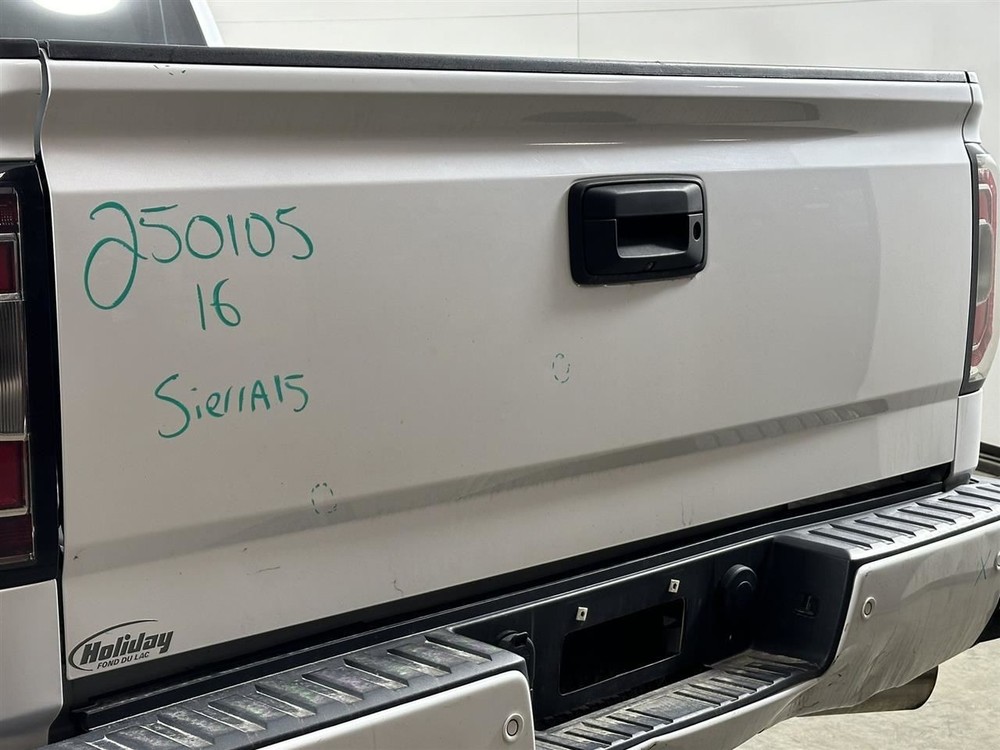 250105
16
SierrA15
Holiday
FOND DU LAC